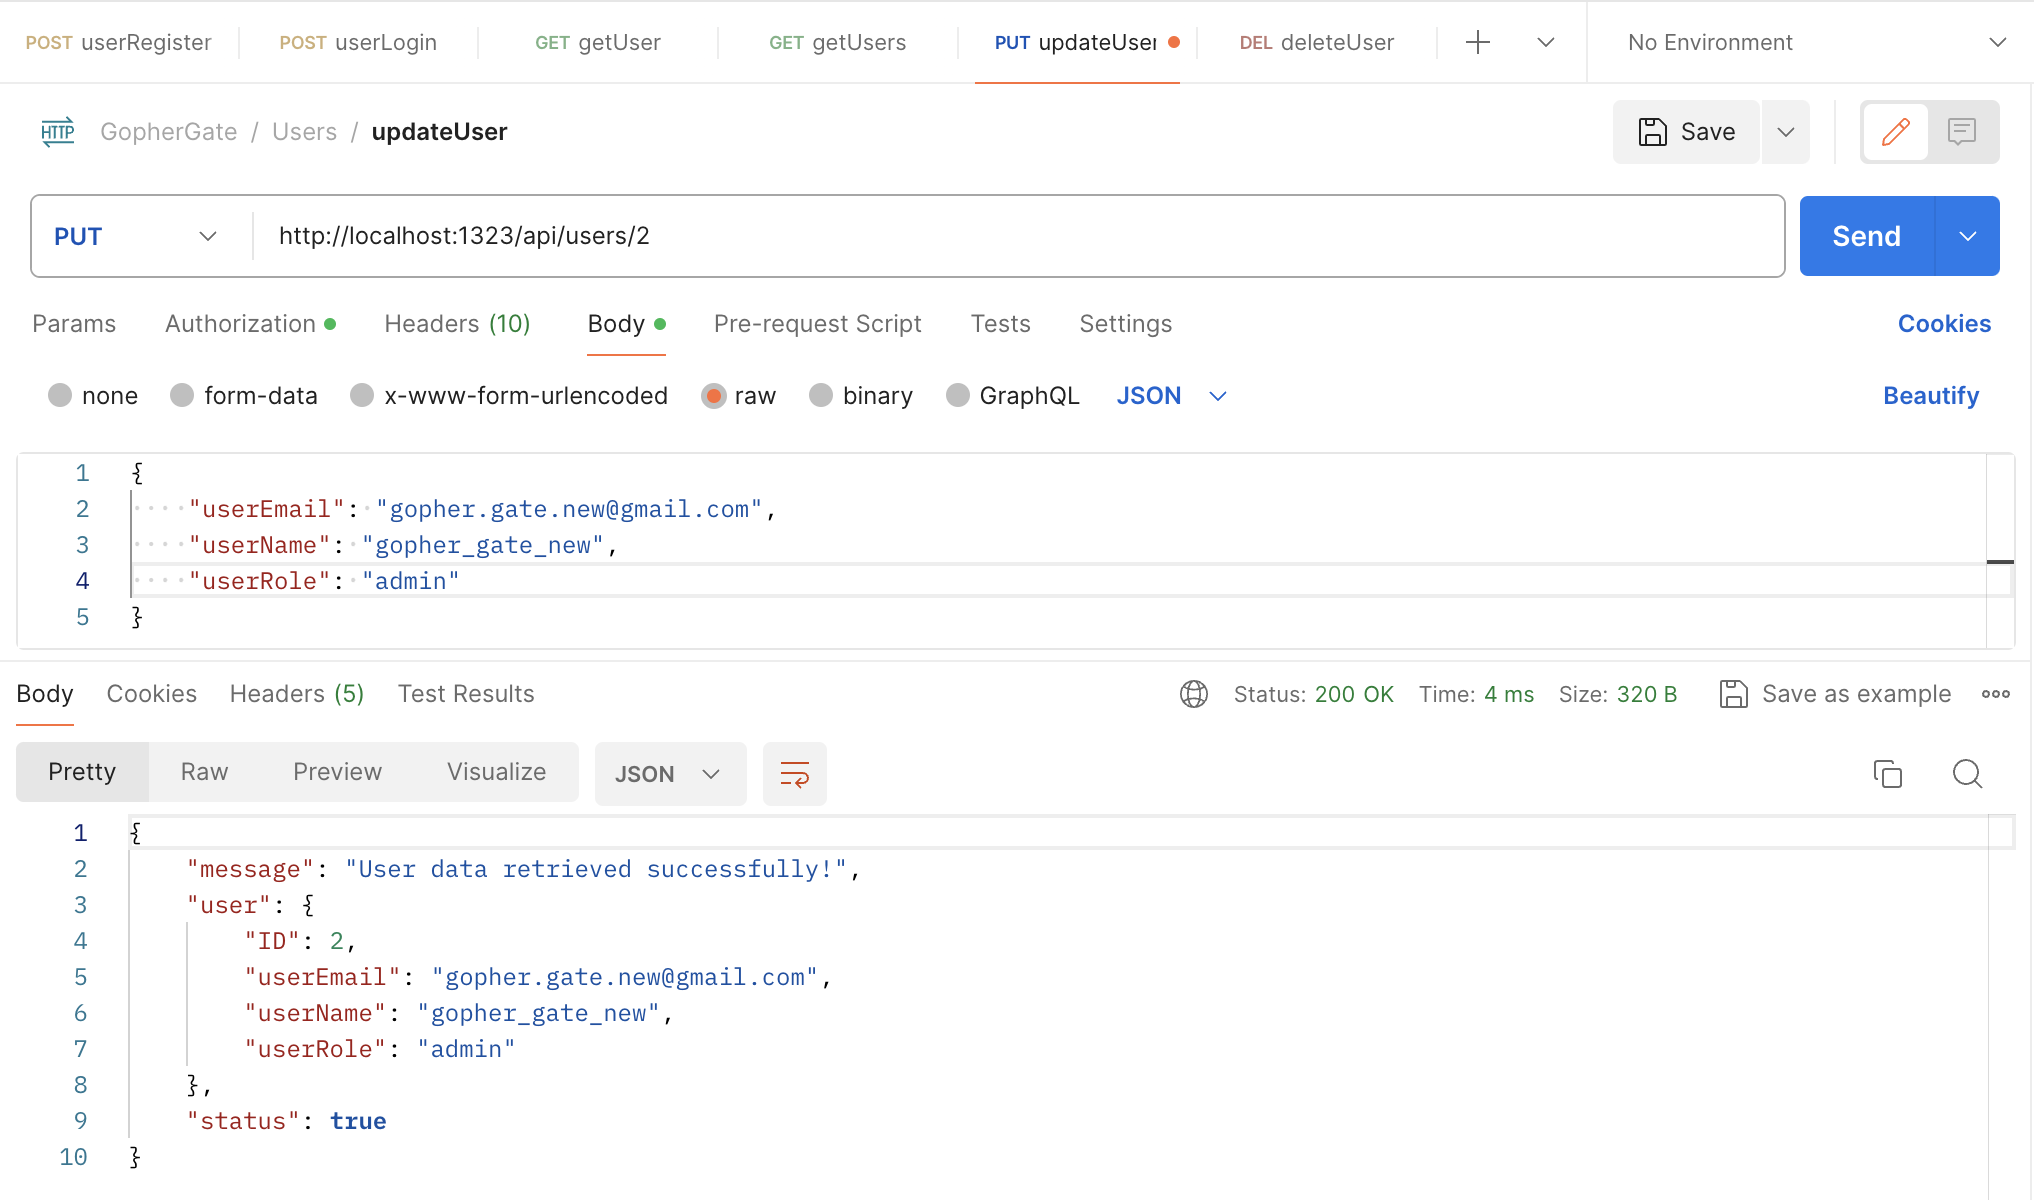 POST userRegister POST userLogin GET getUser GET getUsers PUT updateUser DEL deleteUser No Environment
HTTP GopherGate / Users / updateUser Save
PUT http://localhost:1323/api/users/2 Send
Params Authorization Headers (10) Body Pre-request Script Tests Settings Cookies
none form-data x-www-form-urlencoded raw binary GraphQL JSON Beautify
1 {
2 "userEmail": "gopher.gate.new@gmail.com",
3 "userName": "gopher_gate_new",
4 "userRole": "admin"
5 }
Body Cookies Headers (5) Test Results Status: 200 OK Time: 4 ms Size: 320 B Save as example
Pretty Raw Preview Visualize JSON
1 {
2 "message": "User data retrieved successfully!",
3 "user": {
4 "ID": 2,
5 "userEmail": "gopher.gate.new@gmail.com",
6 "userName": "gopher_gate_new",
7 "userRole": "admin"
8 },
9 "status": true
10 }